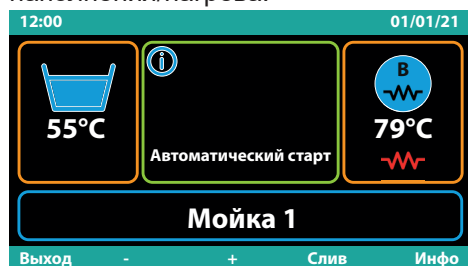 12:00 01/01/21
B
55°C 79°C
Автоматический старт
Мойка 1
Выход - + Слив Инфо